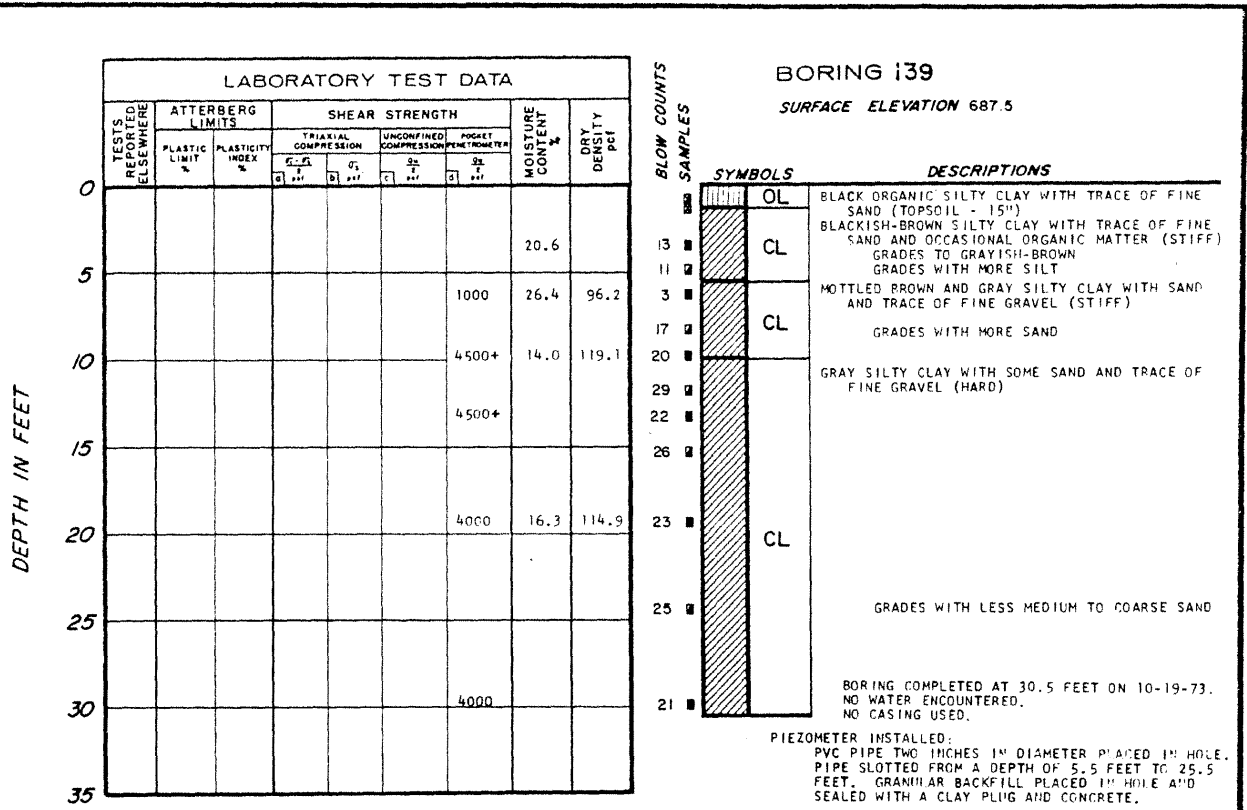 LABORATORY TEST DATA
TESTS REPORTED ELSEWHERE
ATTERBERG LIMITS
PLASTIC LIMIT %
PLASTICITY INDEX %
SHEAR STRENGTH
TRIAXIAL COMPRESSION
UNCONFINED COMPRESSION
POCKET PENETROMETER
a
b
c
d
MOISTURE CONTENT %
DRY DENSITY pcf
DEPTH IN FEET
0
5
10
15
20
25
30
35
20.6
1000 26.4 96.2
4500+ 14.0 119.1
4500+
4000 16.3 114.9
4000
BLOW COUNTS
SAMPLES
13
11
3
17
20
29
22
26
23
25
21
BORING 139
SURFACE ELEVATION 687.5
SYMBOLS
DESCRIPTIONS
OL
BLACK ORGANIC SILTY CLAY WITH TRACE OF FINE
SAND (TOPSOIL - 15")
CL
BLACKISH-BROWN SILTY CLAY WITH TRACE OF FINE
SAND AND OCCASIONAL ORGANIC MATTER (STIFF)
GRADES TO GRAYISH-BROWN
GRADES WITH MORE SILT
CL
MOTTLED BROWN AND GRAY SILTY CLAY WITH SAND
AND TRACE OF FINE GRAVEL (STIFF)
GRADES WITH MORE SAND
CL
GRAY SILTY CLAY WITH SOME SAND AND TRACE OF
FINE GRAVEL (HARD)
GRADES WITH LESS MEDIUM TO COARSE SAND
BORING COMPLETED AT 30.5 FEET ON 10-19-73.
NO WATER ENCOUNTERED.
NO CASING USED.
PIEZOMETER INSTALLED:
PVC PIPE TWO INCHES IN DIAMETER PLACED IN HOLE.
PIPE SLOTTED FROM A DEPTH OF 5.5 FEET TO 25.5
FEET. GRANULAR BACKFILL PLACED IN HOLE AND
SEALED WITH A CLAY PLUG AND CONCRETE.